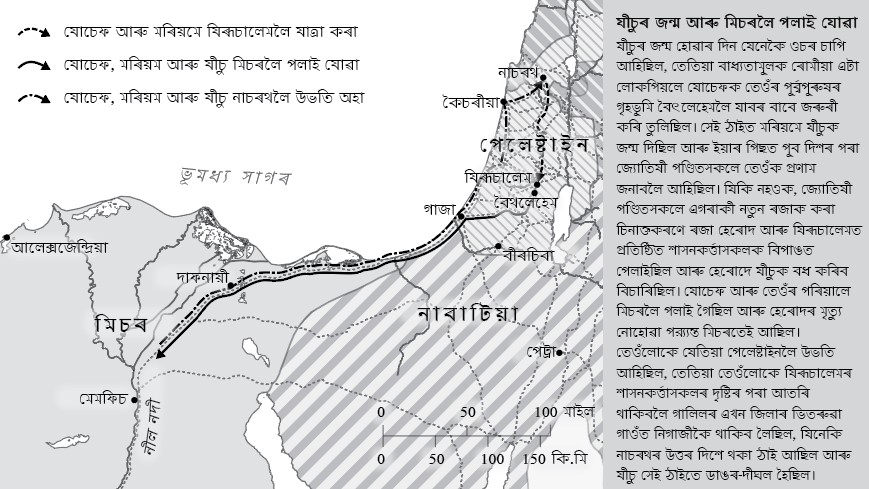 যোচেফ আৰু মৰিয়মে যিৰূচালেমলৈ যাত্ৰা কৰা
যোচেফ, মৰিয়ম আৰু যীচু মিচৰলৈ পলাই যোৱা
যোচেফ, মৰিয়ম আৰু যীচু নাচৰথলৈ উভতি অহা
নাচৰথ
কৈচৰীয়া
পেলেষ্টাইন
ভূমধ্য সাগৰ
যিৰূচালেম
গাজা
বৈথলেহেম
আলেক্সজেন্দ্ৰিয়া
বীৰচিবা
দাফনায়ী
মিচৰ
নাবাটিয়া
পেট্ৰা
মেমফিচ
নীল নদী
0 50 100 মাইল
0 50 100 150 কি.মি
যীচুৰ জন্ম আৰু মিচৰলৈ পলাই যোৱা
যীচুৰ জন্ম হোৱাৰ দিন যেনেকৈ ওচৰ চাপি
আহিছিল, তেতিয়া বাধ্যতামুলক ৰোমীয়া এটা
লোকপিয়লে যোচেফক তেওঁৰ পূৰ্বপুৰুষৰ
গৃহভুমি বৈৎলেহেমলৈ যাবৰ বাবে জৰুৰী
কৰি তুলিছিল। সেই ঠাইত মৰিয়মে যীচুক
জন্ম দিছিল আৰু ইয়াৰ পিছত পূব দিশৰ পৰা
জ্যোতিষী পণ্ডিতসকলে তেওঁক প্ৰণাম
জনাবলৈ আহিছিল। যিকি নহওক, জ্যোতিষী
পণ্ডিতসকলে এগৰাকী নতুন ৰজাক কৰা
চিনাক্তকৰণে ৰজা হেৰোদ আৰু যিৰূচালেমত
প্ৰতিষ্ঠিত শাসনকৰ্ত্তাসকলক বিপাঙত
পেলাইছিল আৰু হেৰোদে যীচুক বধ কৰিব
বিচাৰিছিল। যোচেফ আৰু তেওঁৰ পৰিয়ালে
মিচৰলৈ পলাই গৈছিল আৰু হেৰোদৰ মৃত্যু
নোহোৱা পৰ্য্যন্ত মিচৰতেই আছিল।
তেওঁলোকে যেতিয়া পেলেষ্টাইনলৈ উভতি
আহিছিল, তেতিয়া তেওঁলোকে যিৰূচালেমৰ
শাসনকৰ্ত্তাসকলৰ দৃষ্টিৰ পৰা আতৰি
থাকিবলৈ গালিলৰ এখন জিলাৰ ভিতৰুৱা
গাওঁত নিগাজীকৈ থাকিব লৈছিল, যিনেকি
নাচৰথৰ উত্তৰ দিশে থকা ঠাই আছিল আৰু
যীচু সেই ঠাইতে ডাঙৰ-দীঘল হৈছিল।